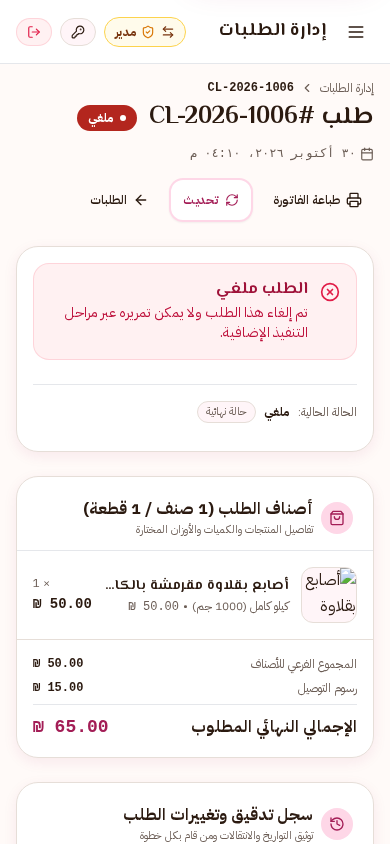 إدارة الطلبات
مدير
إدارة الطلبات
CL-2026-1006
طلب #CL-2026-1006
ملغي
٣٠ أكتوبر ٢٠٢٦، ٠٤:١٠ م
طباعة الفاتورة
تحديث
الطلبات
الطلب ملغي
تم إلغاء هذا الطلب ولا يمكن تمريره عبر مراحل
التنفيذ الإضافية.
الحالة الحالية: ملغي
حالة نهائية
أصناف الطلب (1 صنف / 1 قطعة)
تفاصيل المنتجات والكميات والأوزان المختارة
أصابع
بقلاوة
أصابع بقلاوة مقرمشة بالكا...
× 1
كيلو كامل (1000 جم) • 50.00 ₪
50.00 ₪
المجموع الفرعي للأصناف
50.00 ₪
رسوم التوصيل
15.00 ₪
الإجمالي النهائي المطلوب
65.00 ₪
سجل تدقيق وتغييرات الطلب
توثيق التواريخ والانتقالات ومن قام بكل خطوة